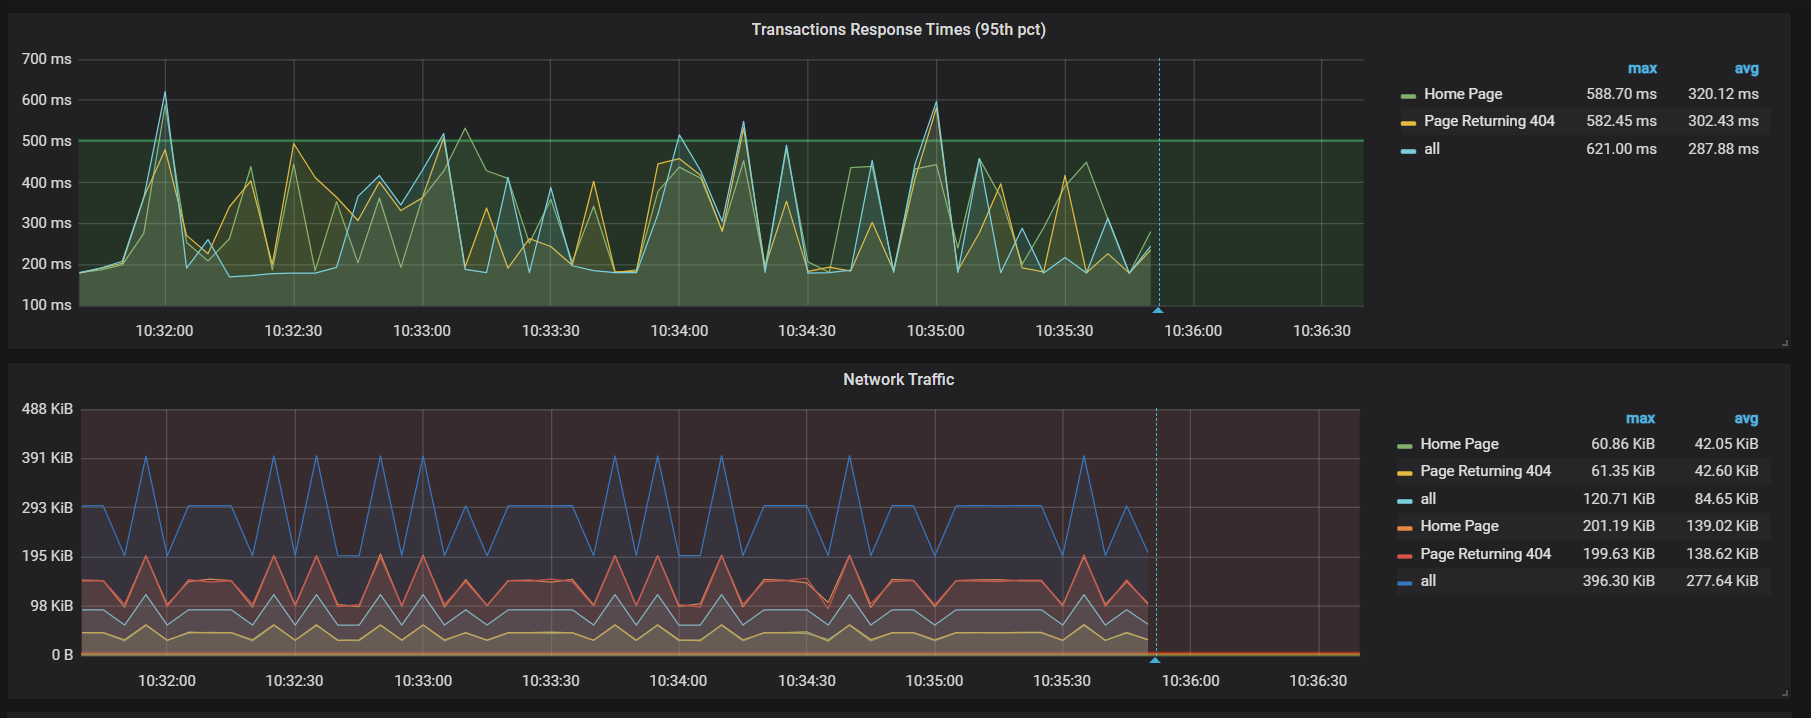 Transactions Response Times (95th pct)
700 ms
600 ms
500 ms
400 ms
300 ms
200 ms
100 ms
10:32:00 10:32:30 10:33:00 10:33:30 10:34:00 10:34:30 10:35:00 10:35:30 10:36:00 10:36:30
max avg
Home Page 588.70 ms 320.12 ms
Page Returning 404 582.45 ms 302.43 ms
all 621.00 ms 287.88 ms
Network Traffic
488 KiB
391 KiB
293 KiB
195 KiB
98 KiB
0 B
10:32:00 10:32:30 10:33:00 10:33:30 10:34:00 10:34:30 10:35:00 10:35:30 10:36:00 10:36:30
max avg
Home Page 60.86 KiB 42.05 KiB
Page Returning 404 61.35 KiB 42.60 KiB
all 120.71 KiB 84.65 KiB
Home Page 201.19 KiB 139.02 KiB
Page Returning 404 199.63 KiB 138.62 KiB
all 396.30 KiB 277.64 KiB